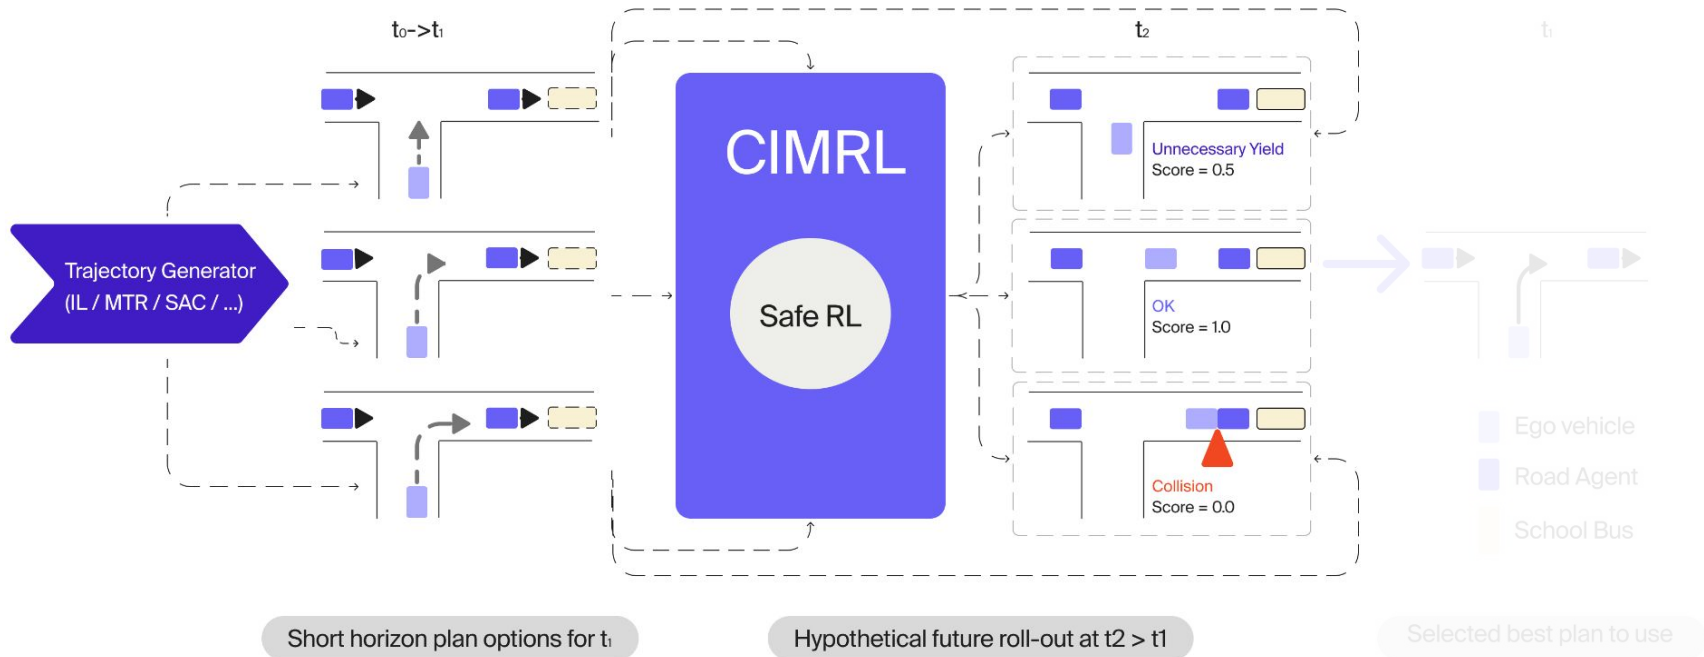 t₀->t₁
t₂
t₁
CIMRL
Safe RL
Trajectory Generator
(IL / MTR / SAC / ...)
Unnecessary Yield
Score = 0.5
OK
Score = 1.0
Collision
Score = 0.0
Ego vehicle
Road Agent
School Bus
Short horizon plan options for t₁
Hypothetical future roll-out at t2 > t1
Selected best plan to use